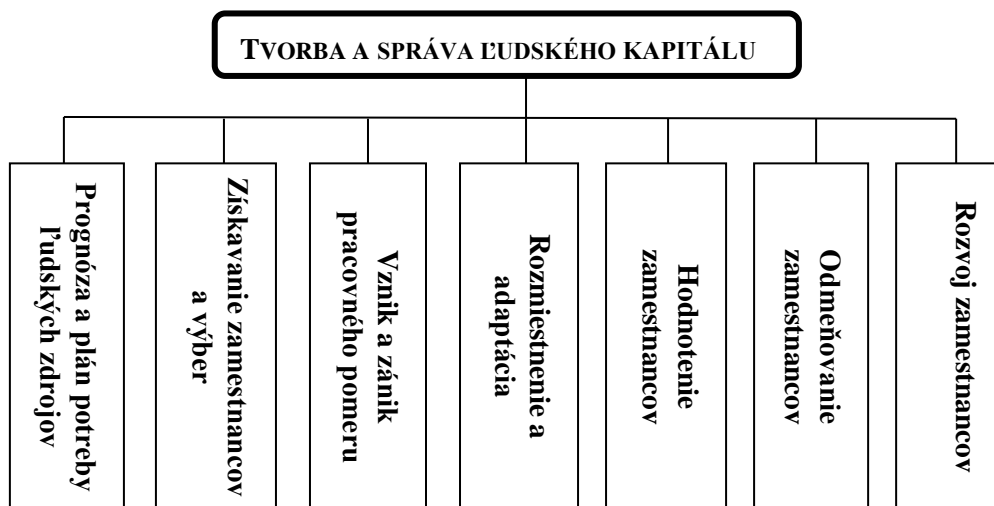 TVORBA A SPRÁVA ĽUDSKÉHO KAPITÁLU
Prognóza a plán potreby
ľudských zdrojov
Získavanie zamestnancov
a výber
Vznik a zánik
pracovného pomeru
Rozmiestnenie a
adaptácia
Hodnotenie
zamestnancov
Odmeňovanie
zamestnancov
Rozvoj zamestnancov